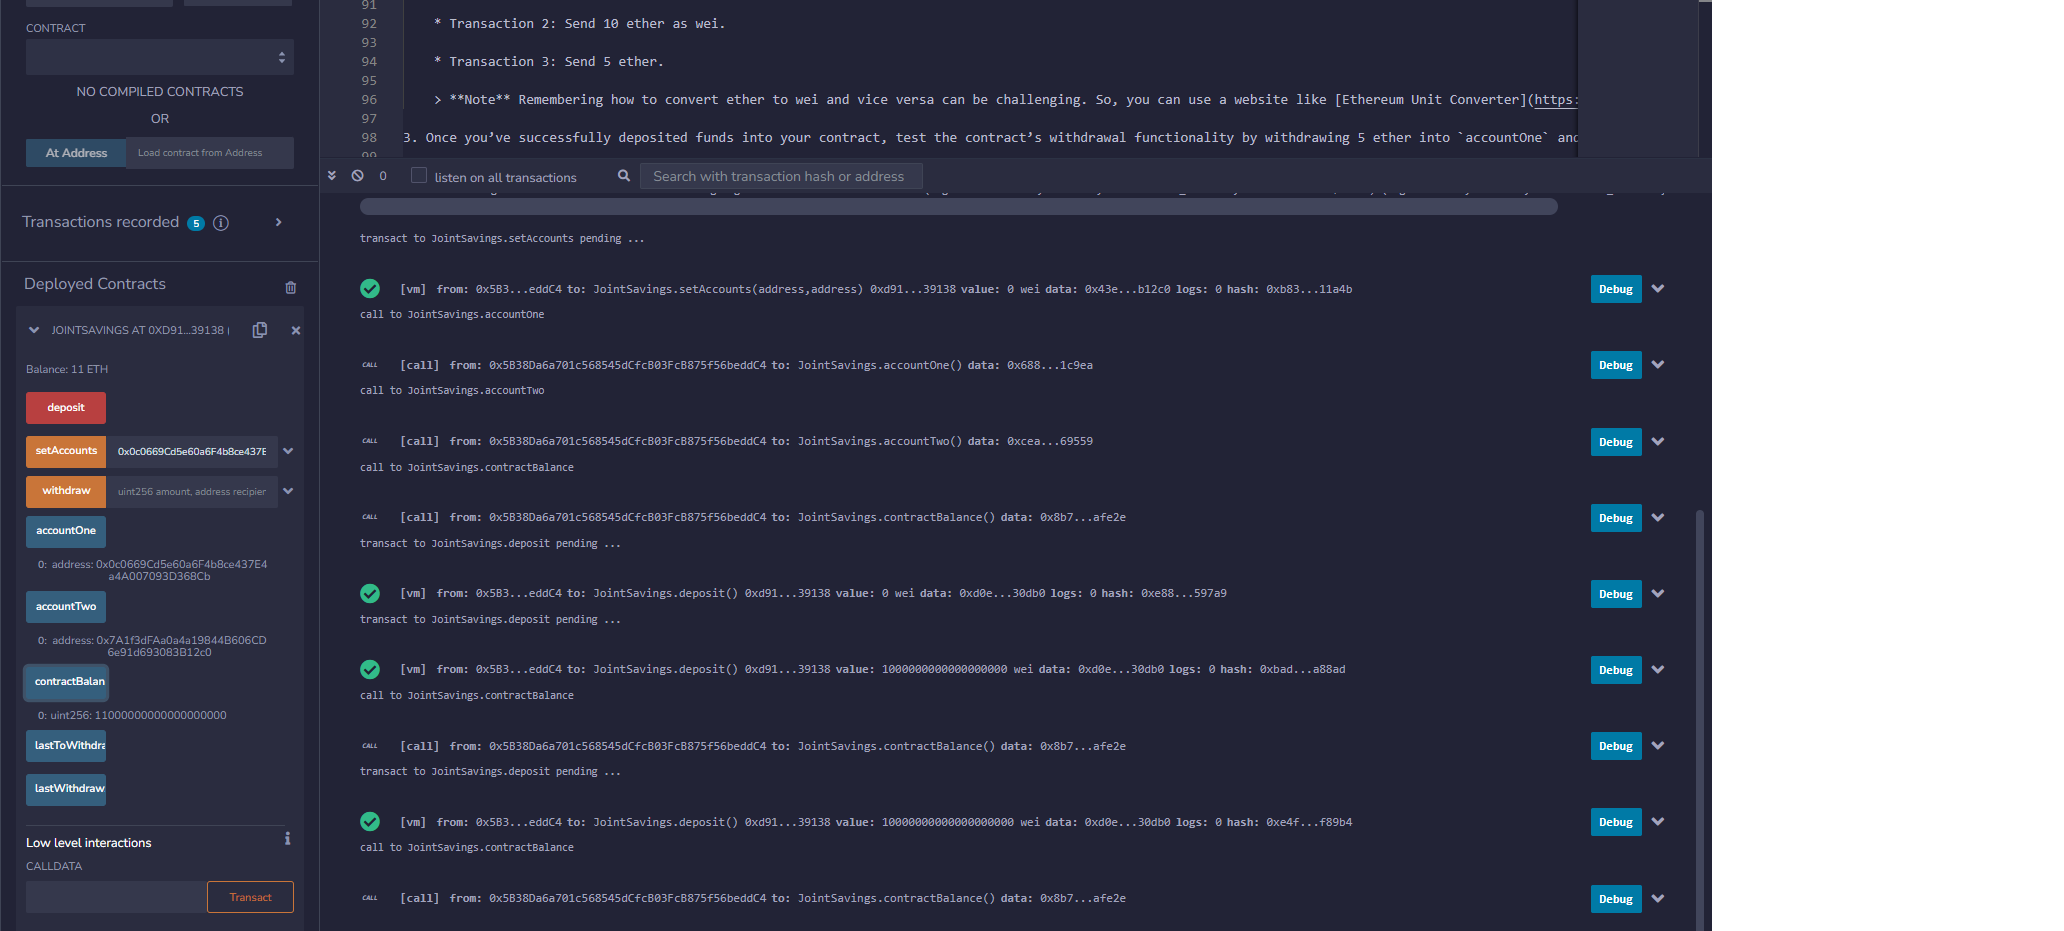 CONTRACT
NO COMPILED CONTRACTS
OR
At Address
Load contract from Address
Transactions recorded 5
Deployed Contracts
JOINTSAVINGS AT 0XD91...39138 (
Balance: 11 ETH
deposit
setAccounts
0x0c0669Cd5e60a6F4b8ce437E
withdraw
uint256 amount, address recipier
accountOne
0: address: 0x0c0669Cd5e60a6F4b8ce437E4
a4A007093D368Cb
accountTwo
0: address: 0x7A1f3dFAa0a4a19844B606CD
6e91d693083B12c0
contractBalan
0: uint256: 11000000000000000000
lastToWithdra
lastWithdraw
Low level interactions
CALLDATA
Transact
91
92 * Transaction 2: Send 10 ether as wei.
93
94 * Transaction 3: Send 5 ether.
95
96 > **Note** Remembering how to convert ether to wei and vice versa can be challenging. So, you can use a website like [Ethereum Unit Converter](https:
97
98 3. Once you’ve successfully deposited funds into your contract, test the contract’s withdrawal functionality by withdrawing 5 ether into `accountOne` and
99
0
listen on all transactions
Search with transaction hash or address
transact to JointSavings.setAccounts pending ...
[vm] from: 0x5B3...eddC4 to: JointSavings.setAccounts(address,address) 0xd91...39138 value: 0 wei data: 0x43e...b12c0 logs: 0 hash: 0xb83...11a4b
Debug
call to JointSavings.accountOne
CALL [call] from: 0x5B38Da6a701c568545dCfcB03FcB875f56beddC4 to: JointSavings.accountOne() data: 0x688...1c9ea
Debug
call to JointSavings.accountTwo
CALL [call] from: 0x5B38Da6a701c568545dCfcB03FcB875f56beddC4 to: JointSavings.accountTwo() data: 0xcea...69559
Debug
call to JointSavings.contractBalance
CALL [call] from: 0x5B38Da6a701c568545dCfcB03FcB875f56beddC4 to: JointSavings.contractBalance() data: 0x8b7...afe2e
Debug
transact to JointSavings.deposit pending ...
[vm] from: 0x5B3...eddC4 to: JointSavings.deposit() 0xd91...39138 value: 0 wei data: 0xd0e...30db0 logs: 0 hash: 0xe88...597a9
Debug
transact to JointSavings.deposit pending ...
[vm] from: 0x5B3...eddC4 to: JointSavings.deposit() 0xd91...39138 value: 1000000000000000000 wei data: 0xd0e...30db0 logs: 0 hash: 0xbad...a88ad
Debug
call to JointSavings.contractBalance
CALL [call] from: 0x5B38Da6a701c568545dCfcB03FcB875f56beddC4 to: JointSavings.contractBalance() data: 0x8b7...afe2e
Debug
transact to JointSavings.deposit pending ...
[vm] from: 0x5B3...eddC4 to: JointSavings.deposit() 0xd91...39138 value: 10000000000000000000 wei data: 0xd0e...30db0 logs: 0 hash: 0xe4f...f89b4
Debug
call to JointSavings.contractBalance
CALL [call] from: 0x5B38Da6a701c568545dCfcB03FcB875f56beddC4 to: JointSavings.contractBalance() data: 0x8b7...afe2e
Debug